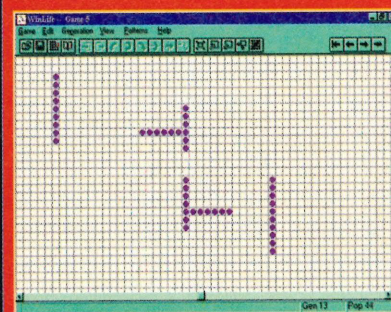 WinLife - Game 5
Game Edit Generation View Patterns Help
Gen 13 Pop 44